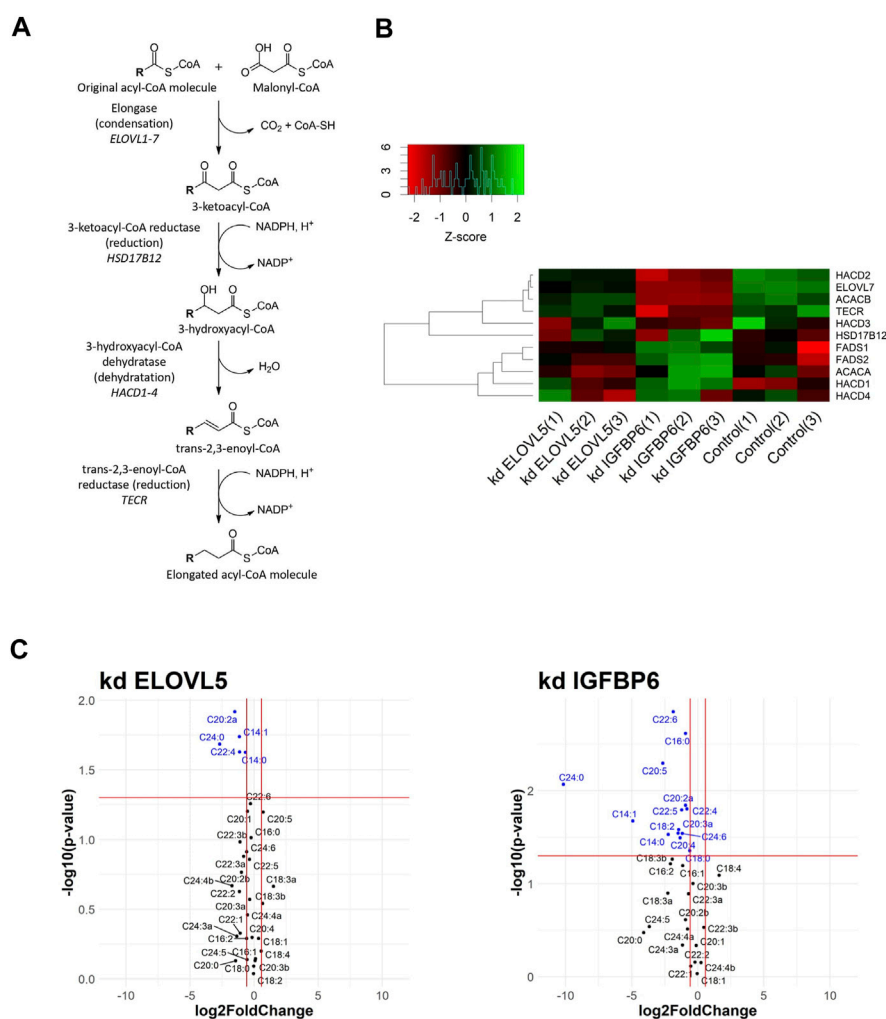 A
O
R
S
CoA
+
OH
O
O
S
CoA
Original acyl-CoA molecule
Malonyl-CoA
Elongase
(condensation)
ELOVL1-7
CO2 + CoA-SH
O
O
R
S
CoA
3-ketoacyl-CoA
3-ketoacyl-CoA reductase
(reduction)
HSD17B12
NADPH, H+
NADP+
OH
O
R
S
CoA
3-hydroxyacyl-CoA
3-hydroxyacyl-CoA
dehydratase
(dehydratation)
HACD1-4
H2O
O
R
S
CoA
trans-2,3-enoyl-CoA
trans-2,3-enoyl-CoA
reductase (reduction)
TECR
NADPH, H+
NADP+
O
R
S
CoA
Elongated acyl-CoA molecule
B
6
3
0
-2 -1 0 1 2
Z-score
HACD2
ELOVL7
ACACB
TECR
HACD3
HSD17B12
FADS1
FADS2
ACACA
HACD1
HACD4
kd ELOVL5(1)
kd ELOVL5(2)
kd ELOVL5(3)
kd IGFBP6(1)
kd IGFBP6(2)
kd IGFBP6(3)
Control(1)
Control(2)
Control(3)
C
kd ELOVL5
-log10(p-value)
2.0
1.5
1.0
0.5
0.0
C20:2a
C14:1
C24:0
C22:4
C14:0
C22:6
C20:1
C20:5
C22:3b
C16:0
C24:6
C22:3a
C22:5
C20:2b
C24:4b
C18:3a
C22:2
C18:3b
C20:3a
C24:4a
C22:1
C24:3a
C20:4
C16:2
C18:1
C24:5
C16:1
C18:4
C20:0
C18:0
C20:3b
C18:2
-10 -5 0 5 10
log2FoldChange
kd IGFBP6
-log10(p-value)
2
1
0
C22:6
C16:0
C20:5
C24:0
C20:2a
C22:5
C22:4
C14:1
C18:2
C20:3a
C24:6
C14:0
C20:4
C18:0
C18:3b
C16:2
C16:1
C18:4
C20:3b
C18:3a
C22:3a
C20:2b
C24:5
C22:3b
C20:0
C24:4a
C20:1
C24:3a
C22:2
C24:4b
C22:1
C18:1
-10 -5 0 5 10
log2FoldChange